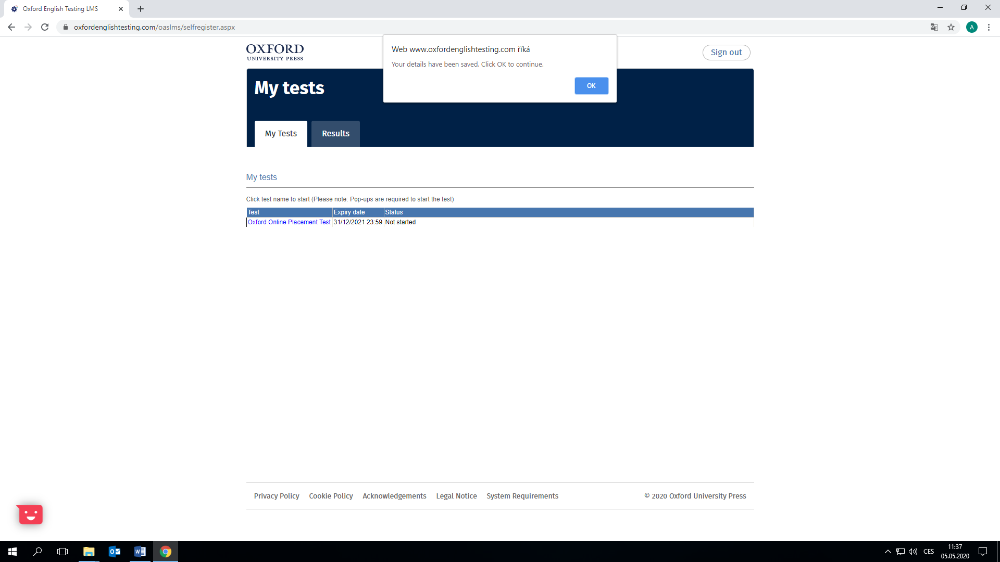 Oxford English Testing LMS
oxfordenglishtesting.com/oaslms/selfregister.aspx
A
OXFORD
UNIVERSITY PRESS
Web www.oxfordenglishtesting.com říká
Your details have been saved. Click OK to continue.
OK
Sign out
My tests
My Tests
Results
My tests
Click test name to start (Please note: Pop-ups are required to start the test)
Test Expiry date Status
Oxford Online Placement Test 31/12/2021 23:59 Not started
Privacy Policy Cookie Policy Acknowledgements Legal Notice System Requirements © 2020 Oxford University Press
CES
11:37
05.05.2020